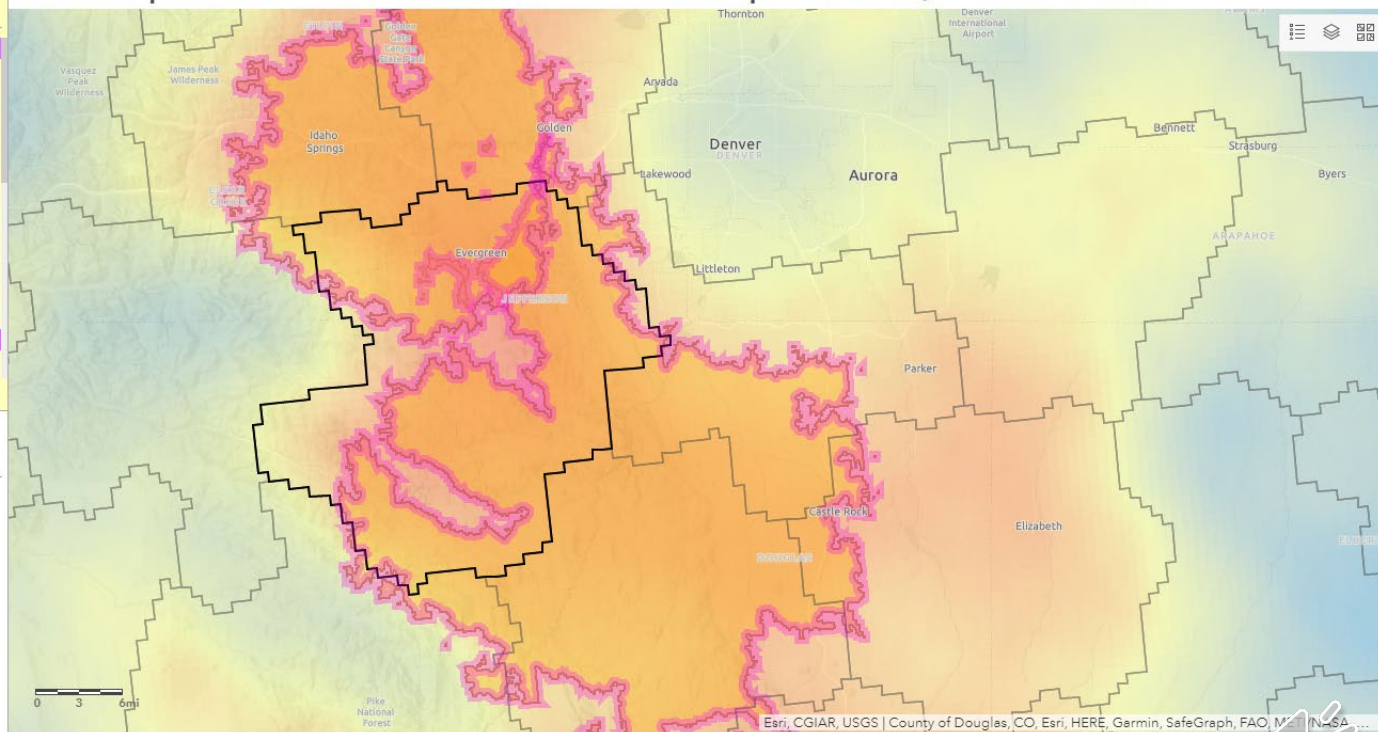 Thornton
Denver
International
Airport
Golden
Gate
Canyon
State Park
Vasquez
Peak
Wilderness
James Peak
Wilderness
Arvada
Idaho
Springs
Golden
Denver
DENVER
Bennett
Strasburg
Lakewood
Aurora
Byers
ARAPAHOE
Evergreen
Littleton
JEFFERSON
Parker
Castle Rock
Elizabeth
DOUGLAS
0 3 6mi
Pike
National
Forest
Esri, CGIAR, USGS | County of Douglas, CO, Esri, HERE, Garmin, SafeGraph, FAO, METI/NASA, ...